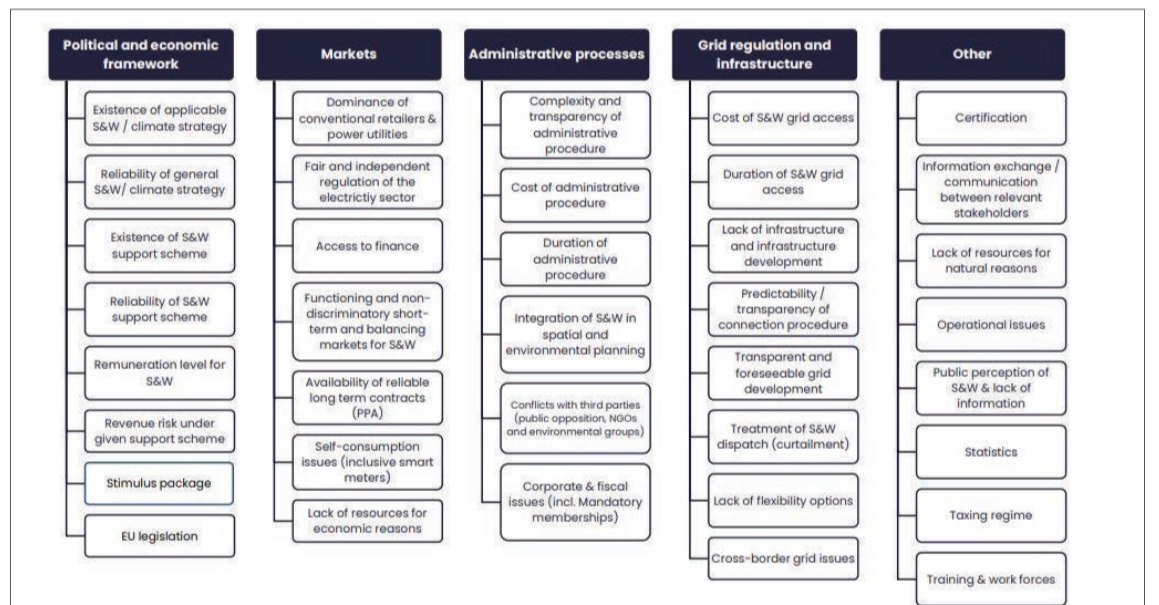 Political and economic
framework
Existence of applicable
S&W / climate strategy
Reliability of general
S&W/ climate strategy
Existence of S&W
support scheme
Reliability of S&W
support scheme
Remuneration level for
S&W
Revenue risk under
given support scheme
Stimulus package
EU legislation
Markets
Dominance of
conventional retailers &
power utilities
Fair and independent
regulation of the
electrictiy sector
Access to finance
Functioning and non-
discriminatory short-
term and balancing
markets for S&W
Availability of reliable
long term contracts
(PPA)
Self-consumption
issues (inclusive smart
meters)
Lack of resources for
economic reasons
Administrative processes
Complexity and
transparency of
administrative
procedure
Cost of administrative
procedure
Duration of
administrative
procedure
Integration of S&W in
spatial and
environmental planning
Conflicts with third parties
(public opposition, NGOs
and environmental groups)
Corporate & fiscal
issues (incl. Mandatory
memberships)
Grid regulation and
infrastructure
Cost of S&W grid access
Duration of S&W grid
access
Lack of infrastructure
and infrastructure
development
Predictability /
transparency of
connection procedure
Transparent and
foreseeable grid
development
Treatment of S&W
dispatch (curtailment)
Lack of flexibility options
Cross-border grid issues
Other
Certification
Information exchange /
communication
between relevant
stakeholders
Lack of resources for
natural reasons
Operational issues
Public perception of
S&W & lack of
information
Statistics
Taxing regime
Training & work forces